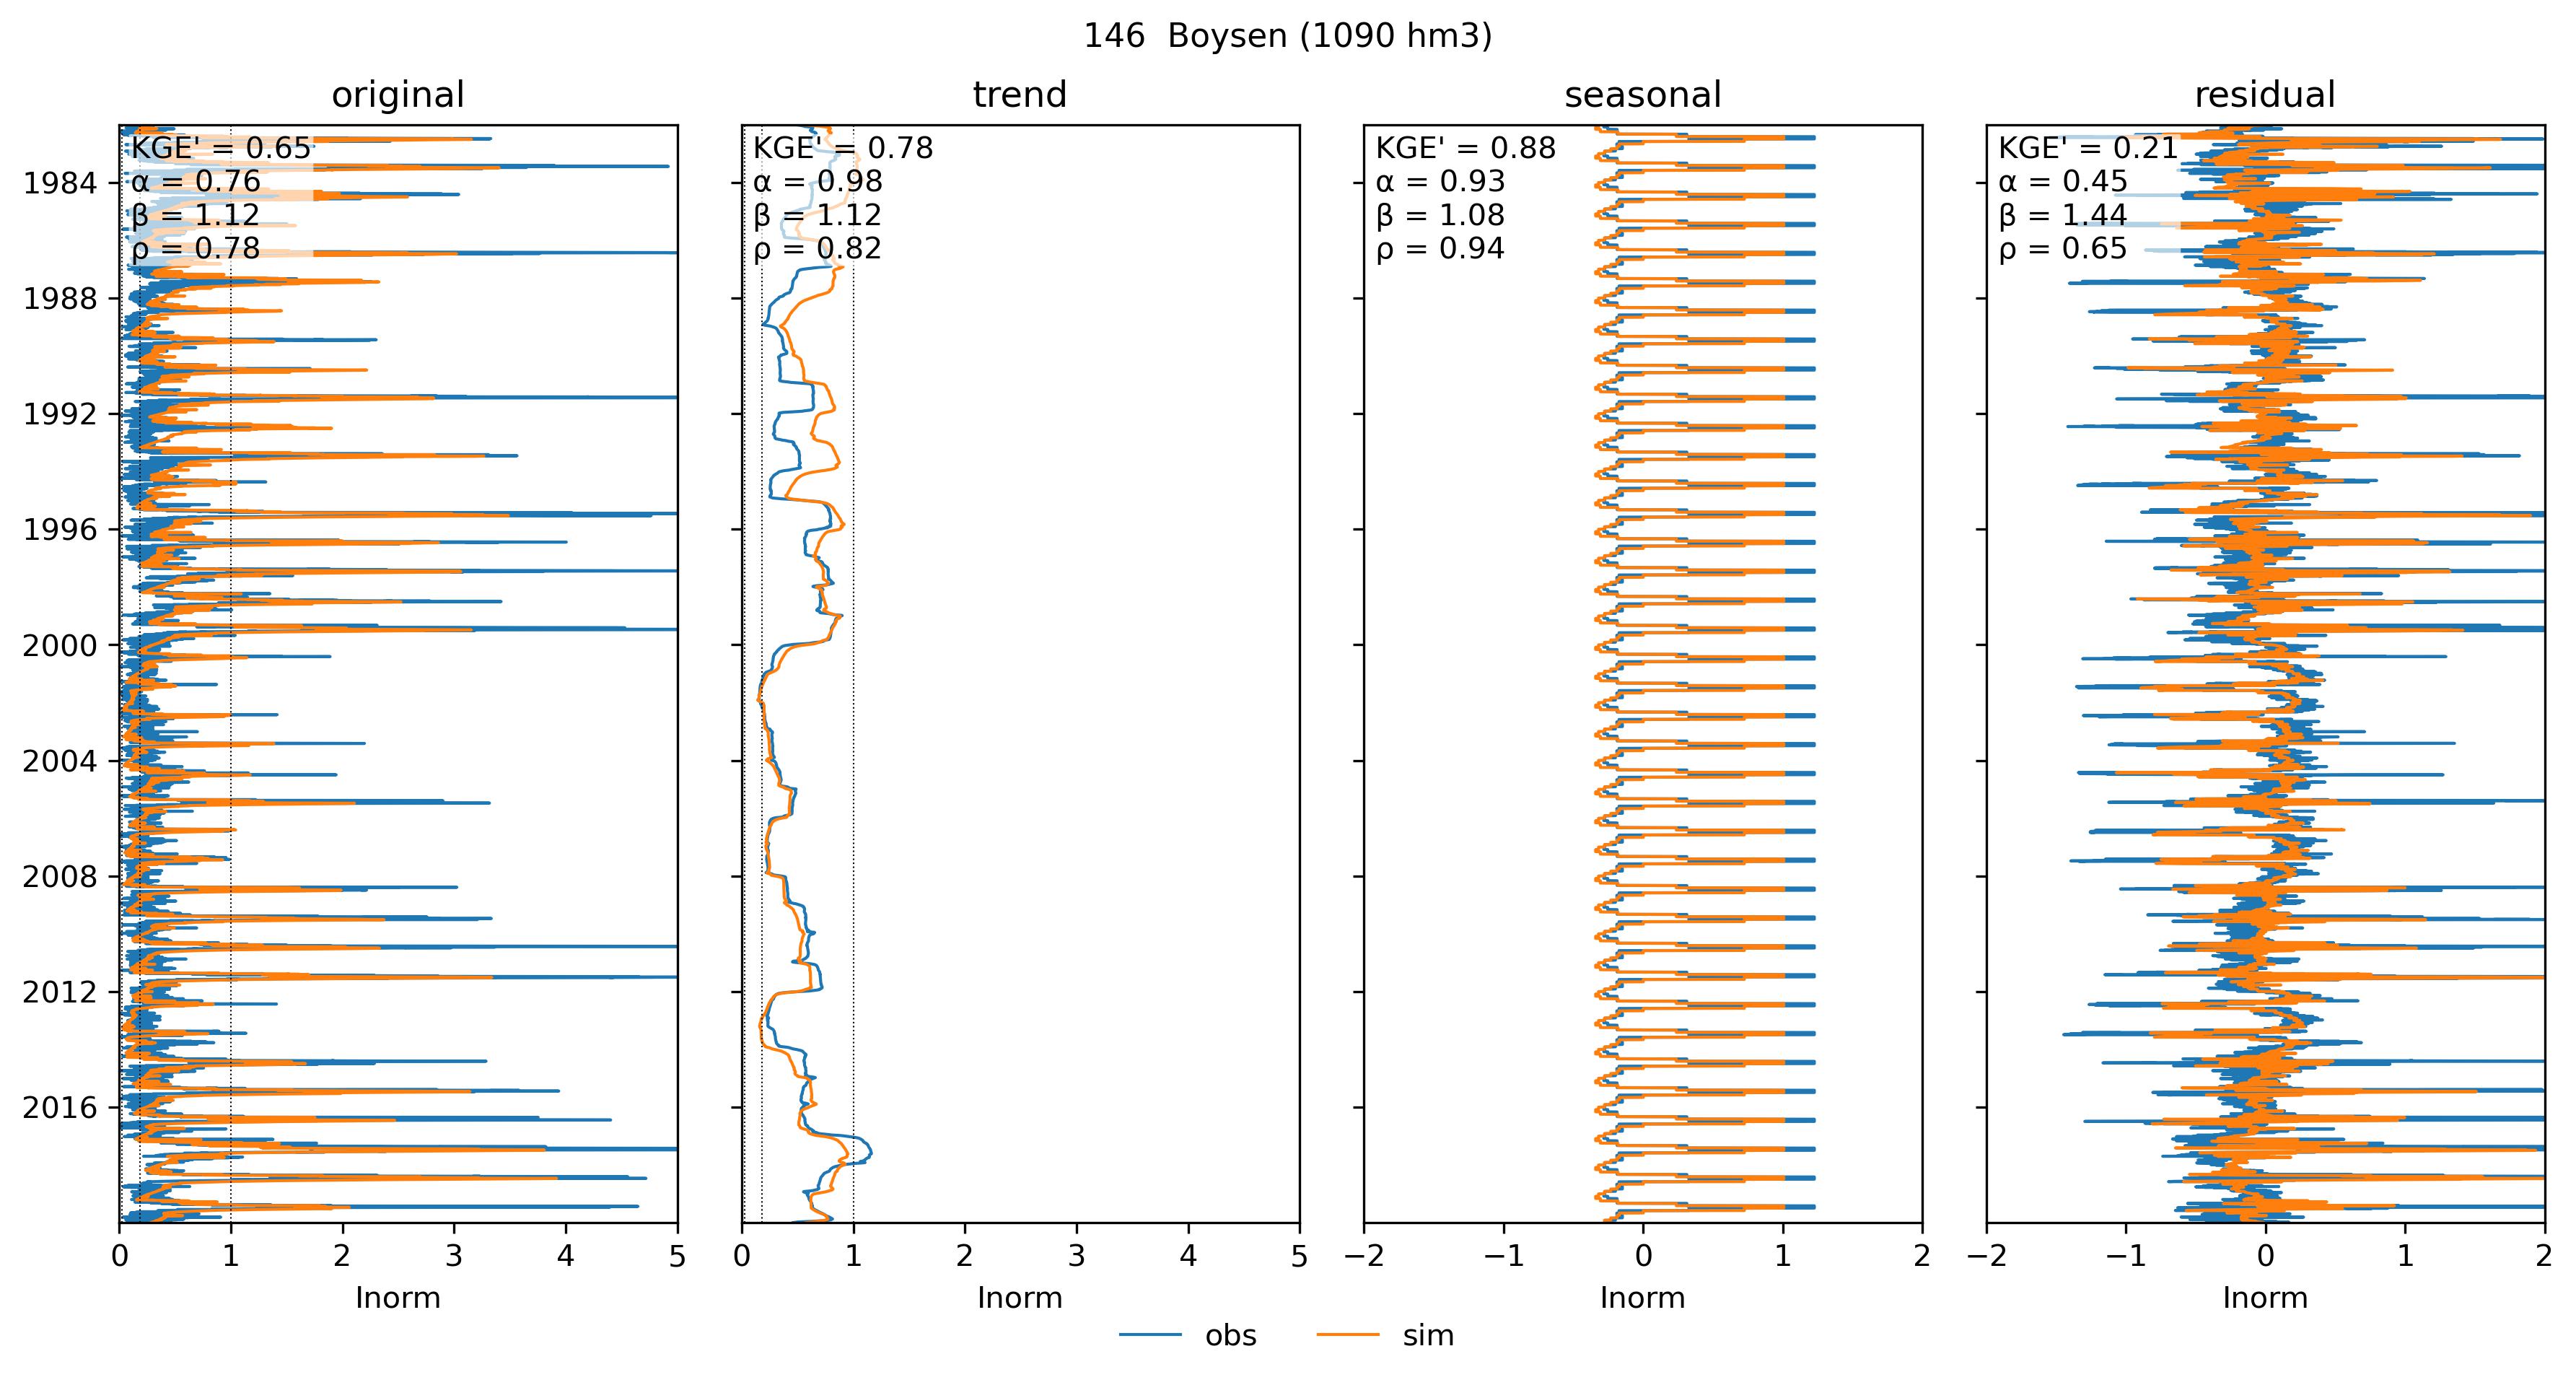 146  Boysen (1090 hm3)
original
KGE' = 0.65
α = 0.76
β = 1.12
ρ = 0.78
1984
1988
1992
1996
2000
2004
2008
2012
2016
0 1 2 3 4 5
Inorm
trend
KGE' = 0.78
α = 0.98
β = 1.12
ρ = 0.82
0 1 2 3 4 5
Inorm
seasonal
KGE' = 0.88
α = 0.93
β = 1.08
ρ = 0.94
−2 −1 0 1 2
Inorm
residual
KGE' = 0.21
α = 0.45
β = 1.44
ρ = 0.65
−2 −1 0 1 2
Inorm
obs sim